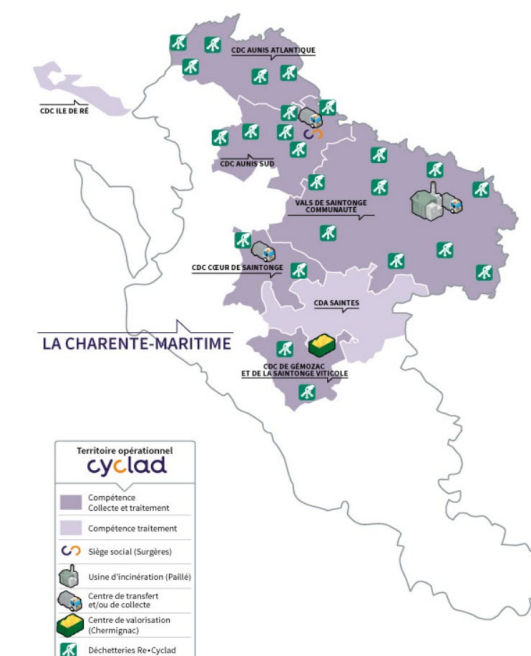 CDC AUNIS ATLANTIQUE
CDC ILE DE RÉ
CDC AUNIS SUD
VALS DE SAINTONGE
COMMUNAUTÉ
CDC CŒUR DE SAINTONGE
CDA SAINTES
LA CHARENTE-MARITIME
CDC DE GÉMOZAC
ET DE LA SAINTONGE VITICOLE
Territoire opérationnel
cyclad
Compétence
Collecte et traitement
Compétence traitement
Siège social (Surgères)
Usine d'incinération (Paillé)
Centre de transfert
et/ou de collecte
Centre de valorisation
(Chermignac)
Déchetteries Re•Cyclad